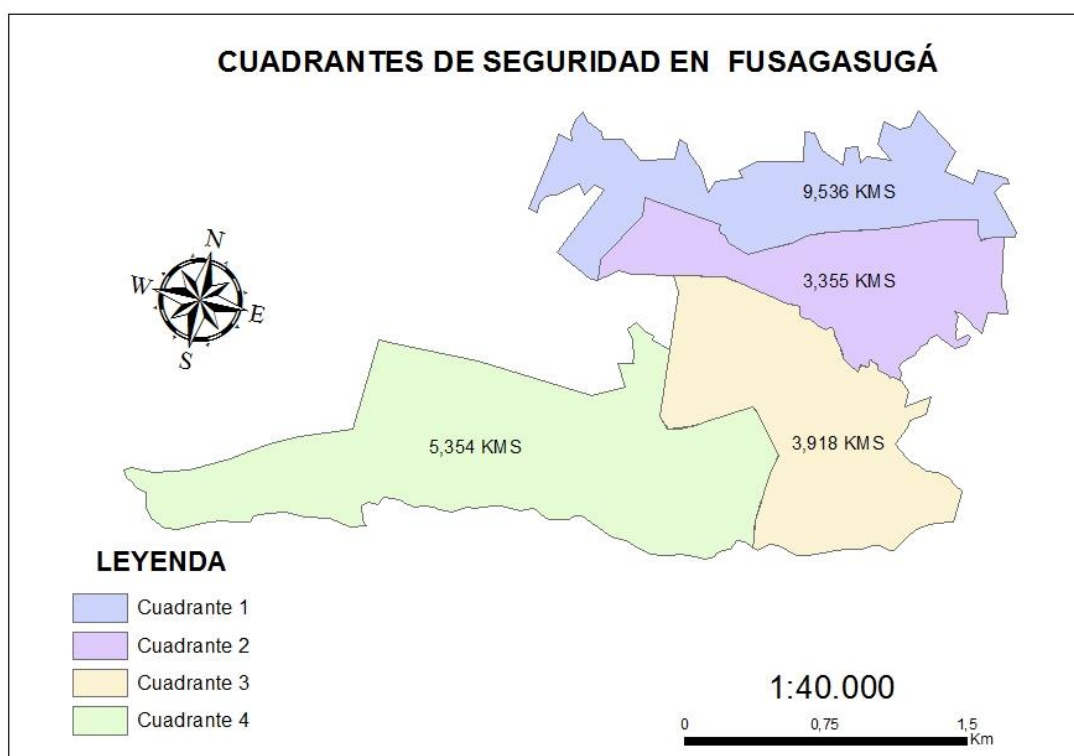 CUADRANTES DE SEGURIDAD EN FUSAGASUGÁ
9,536 KMS
3,355 KMS
N
W
E
S
5,354 KMS
3,918 KMS
LEYENDA
Cuadrante 1
Cuadrante 2
Cuadrante 3
Cuadrante 4
1:40.000
0 0,75 1,5
Km